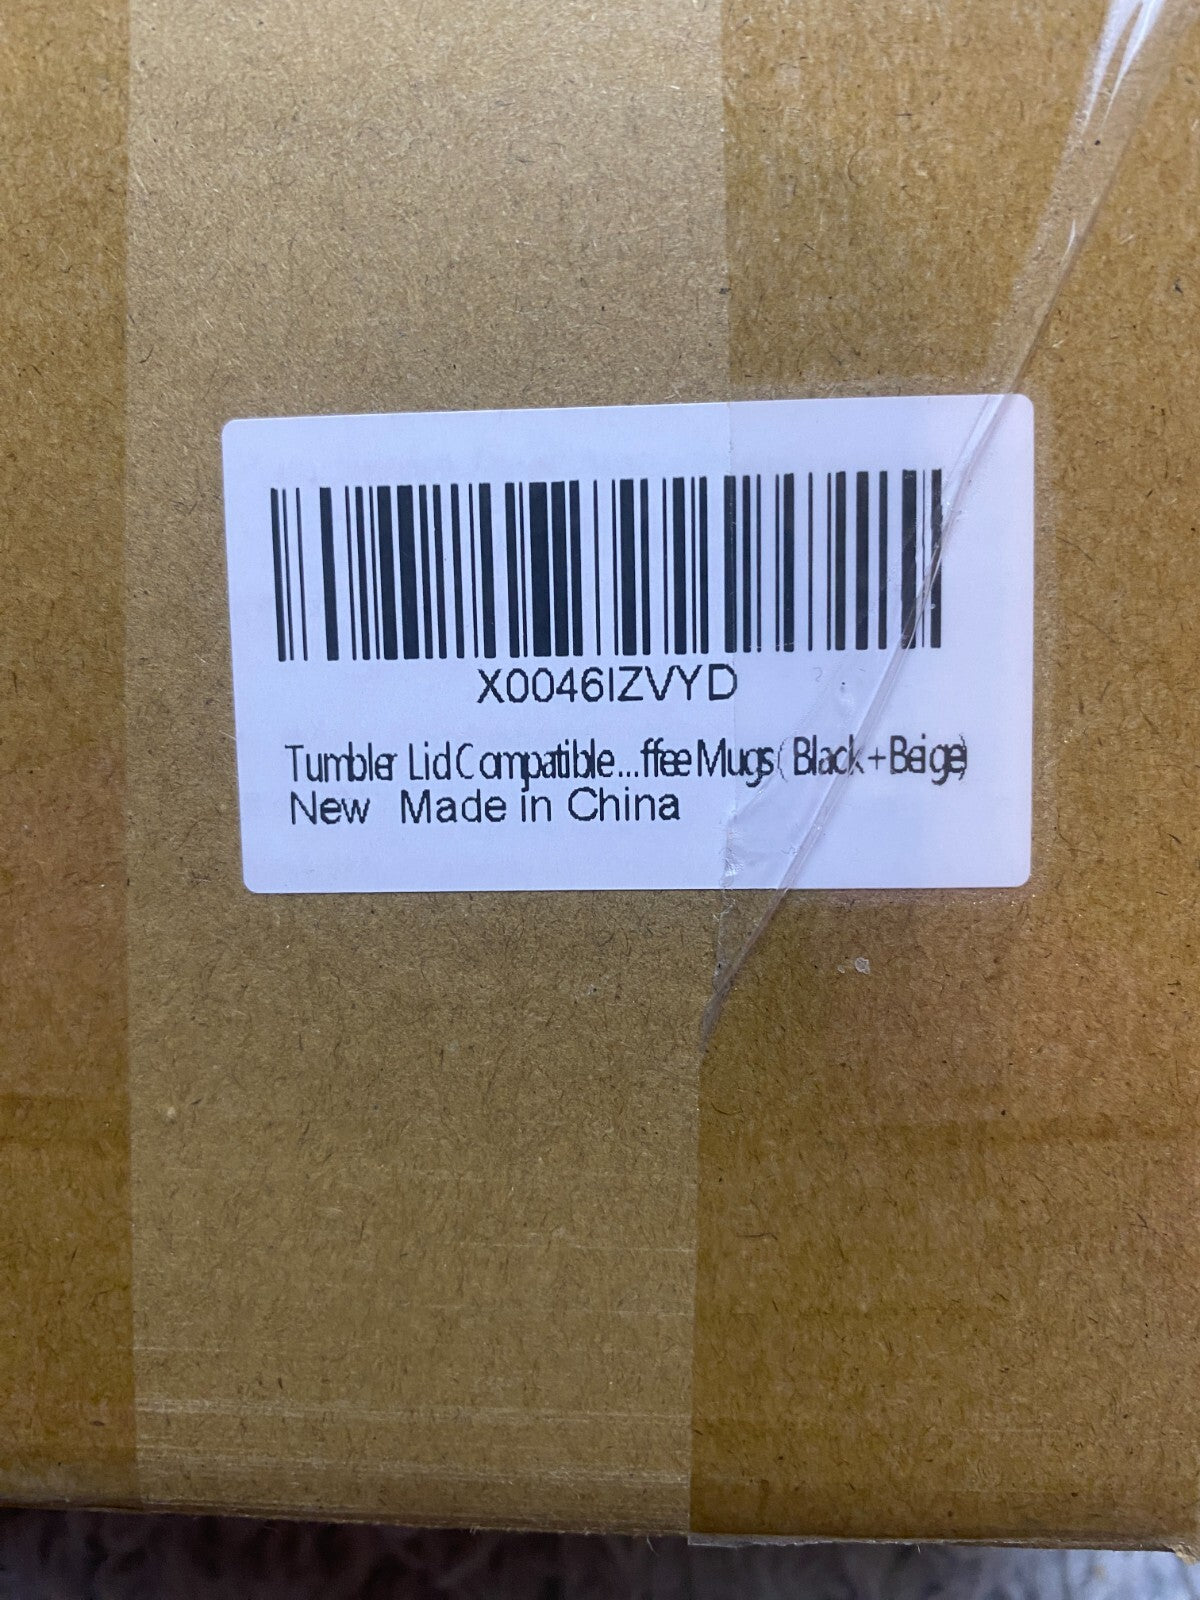 X0046IZVYD
Tumbler Lid Compatible...ffee Mugs (Black+Beige)
New Made in China